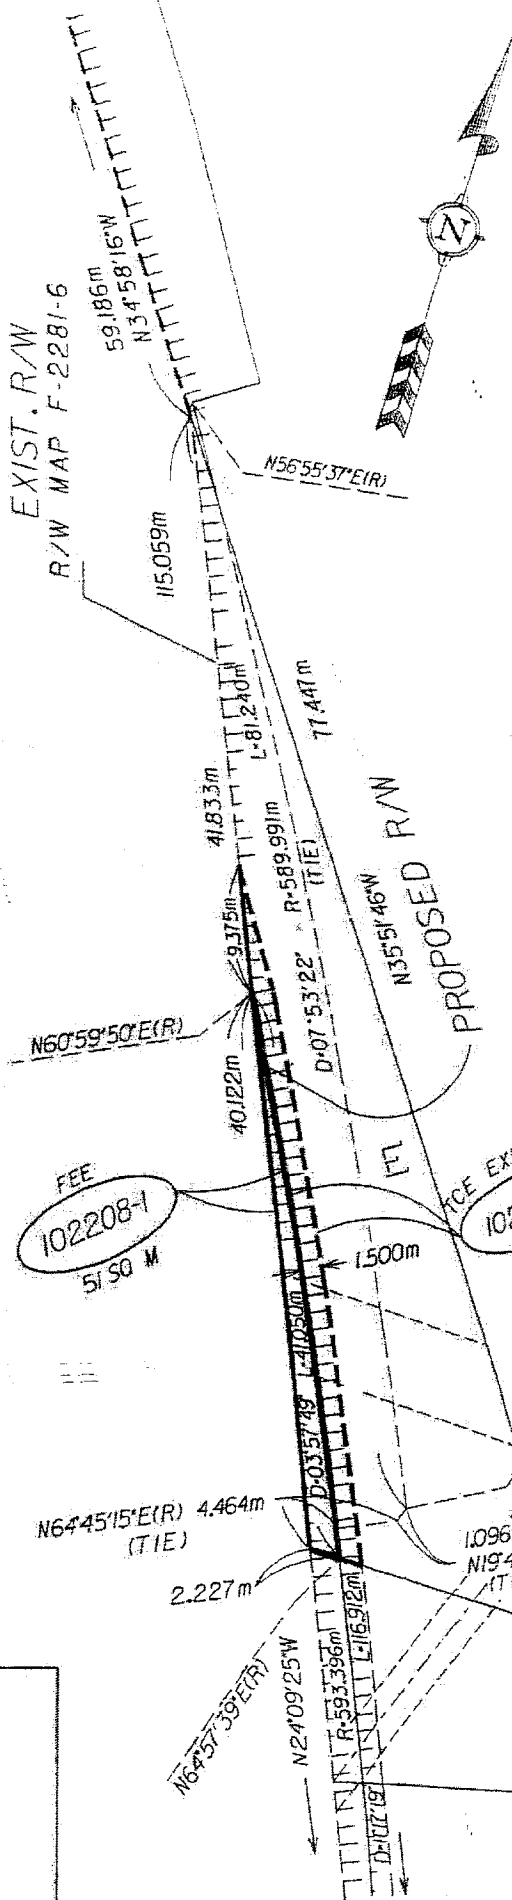 N
59.186m
N34°58'16"W
EXIST. R/W
R/W MAP F-2281-6
N56°55'37"E(R)
115.059m
L=81.240m
77.447m
41.833m
R=589.991m
(TIE)
N35°51'46"W
PROPOSED R/W
9.375m
D=07°53'22"
N60°59'50"E(R)
40.122m
FEE
102208-1
51 SQ M
TCE
1.500m
L=41.050m
D=03°57'49"
N64°45'15"E(R)
(TIE)
4.464m
2.227m
1.096
N64°57'39"E(R)
N24°09'25"W
R=593.396m
L=116.912m